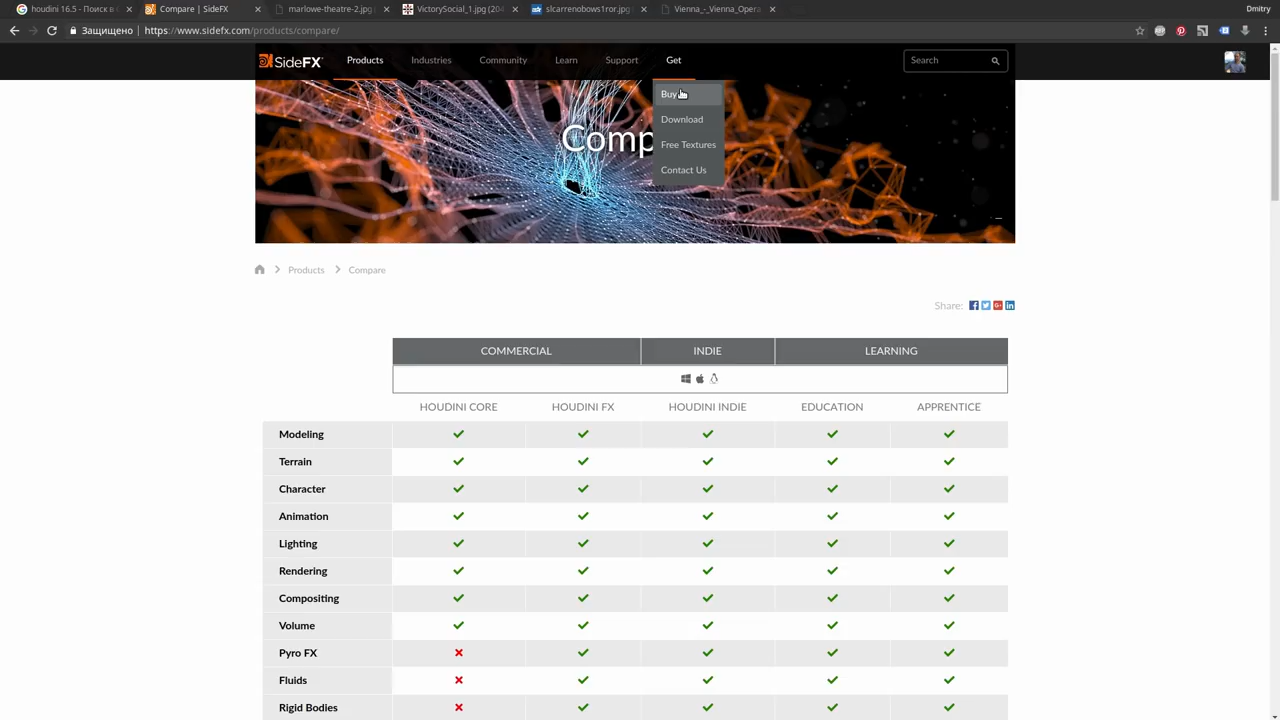 houdini 16.5 - Поиск в G
Compare | SideFX
marlowe-theatre-2.jpg
VictorySocial_1.jpg (204
slcarrenobows1ror.jpg
Vienna_-_Vienna_Opera
Dmitry
Защищено
https://www.sidefx.com/products/compare/
SideFX
Products
Industries
Community
Learn
Support
Get
Search
Buy
Download
Free Textures
Contact Us
Comp
Products
Compare
Share:
COMMERCIAL
INDIE
LEARNING
HOUDINI CORE
HOUDINI FX
HOUDINI INDIE
EDUCATION
APPRENTICE
Modeling
Terrain
Character
Animation
Lighting
Rendering
Compositing
Volume
Pyro FX
Fluids
Rigid Bodies